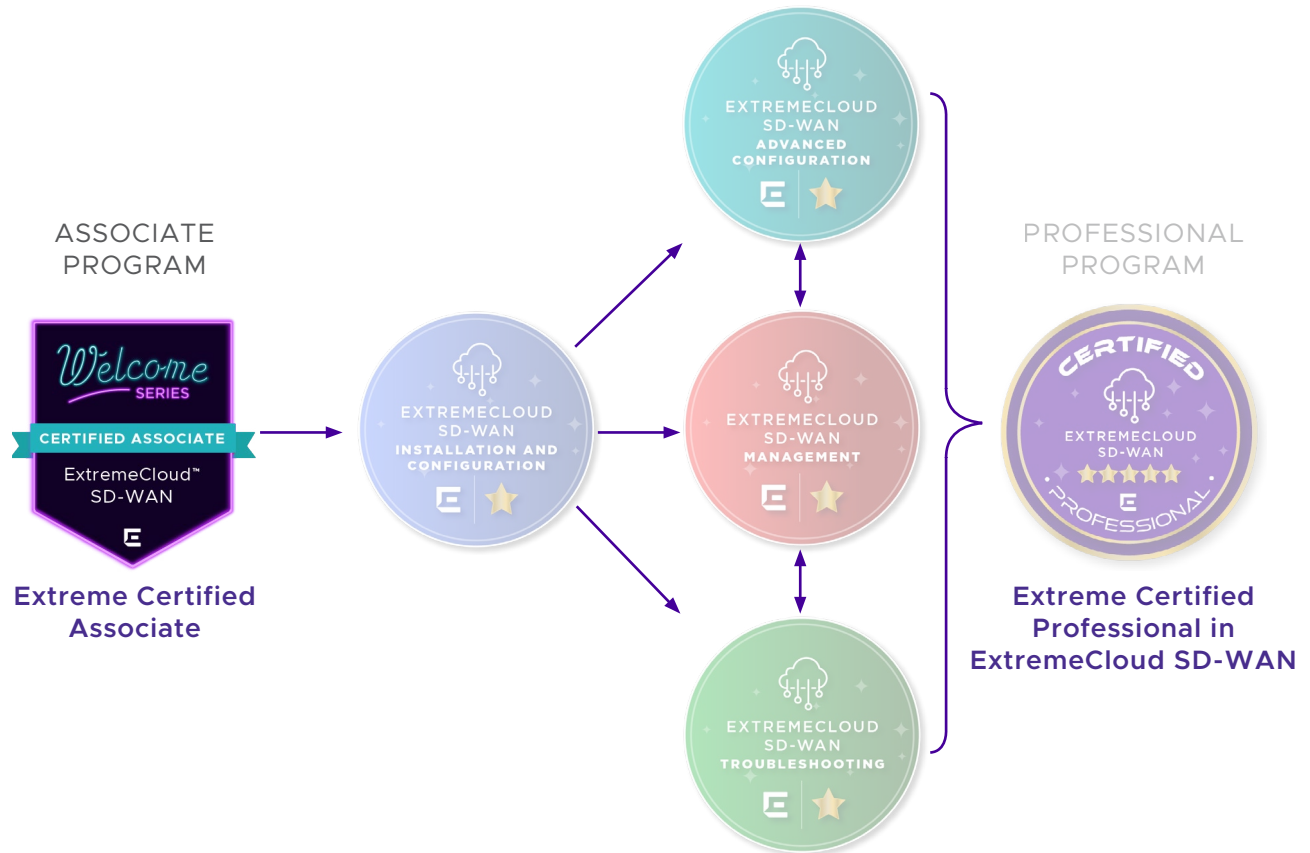 ASSOCIATE
PROGRAM
Welcome
SERIES
CERTIFIED ASSOCIATE
ExtremeCloud™
SD-WAN
Extreme Certified
Associate
EXTREMECLOUD
SD-WAN
INSTALLATION AND
CONFIGURATION
EXTREMECLOUD
SD-WAN
ADVANCED
CONFIGURATION
EXTREMECLOUD
SD-WAN
MANAGEMENT
EXTREMECLOUD
SD-WAN
TROUBLESHOOTING
PROFESSIONAL
PROGRAM
CERTIFIED
EXTREMECLOUD
SD-WAN
PROFESSIONAL
Extreme Certified
Professional in
ExtremeCloud SD-WAN